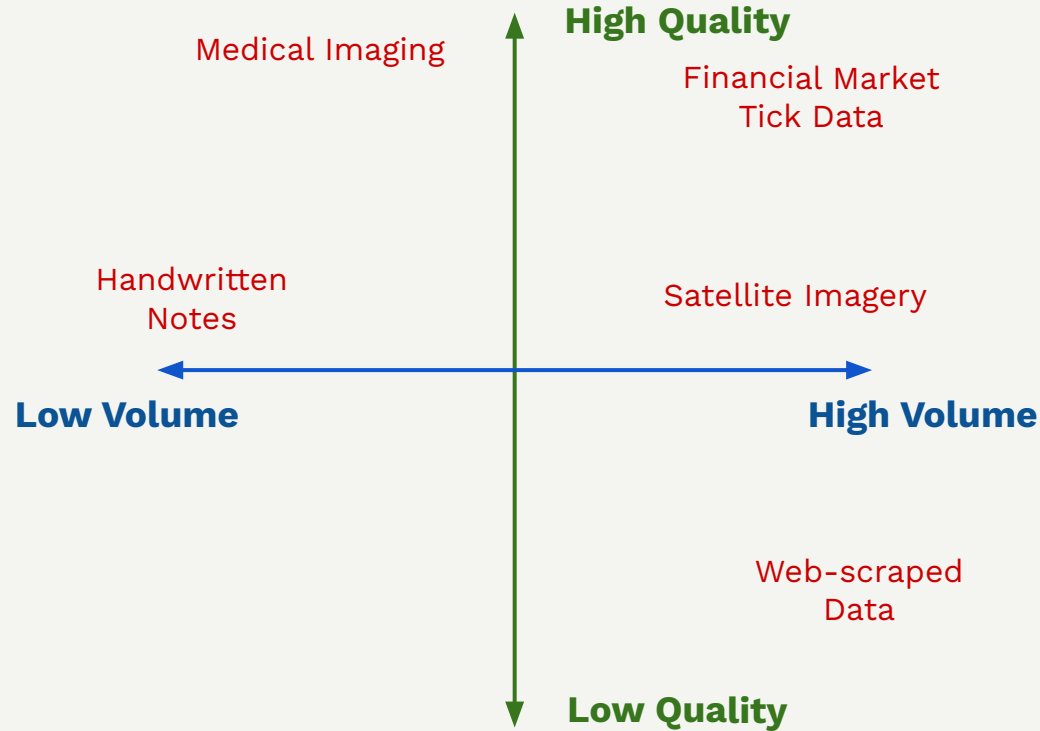 High Quality
Medical Imaging
Financial Market
Tick Data
Handwritten
Notes
Satellite Imagery
Low Volume
High Volume
Web-scraped
Data
Low Quality